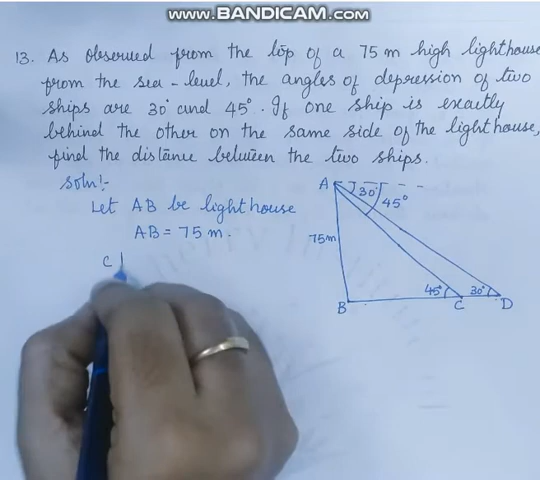 www.BANDICAM.com
13. As observed from the top of a 75 m high lighthouse
from the sea-level, the angles of depression of two
ships are 30° and 45°. If one ship is exactly
behind the other on the same side of the lighthouse,
find the distance between the two ships.
Soln:-
Let AB be lighthouse
AB = 75 m.
C
A 30° 45°
75m
45° 30°
B C D